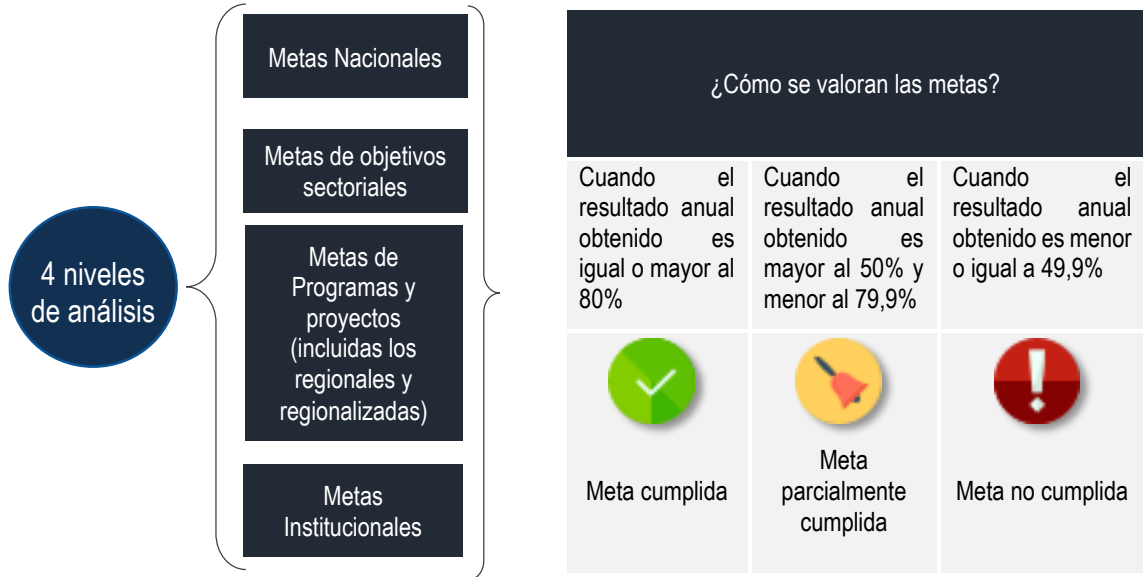 4 niveles
de análisis
Metas Nacionales
Metas de objetivos
sectoriales
Metas de
Programas y
proyectos
(incluidas los
regionales y
regionalizadas)
Metas
Institucionales
¿Cómo se valoran las metas?
Cuando el
resultado anual
obtenido es
igual o mayor al
80%
Cuando el
resultado anual
obtenido es
mayor al 50% y
menor al 79,9%
Cuando el
resultado anual
obtenido es menor
o igual a 49,9%
Meta cumplida
Meta
parcialmente
cumplida
Meta no cumplida